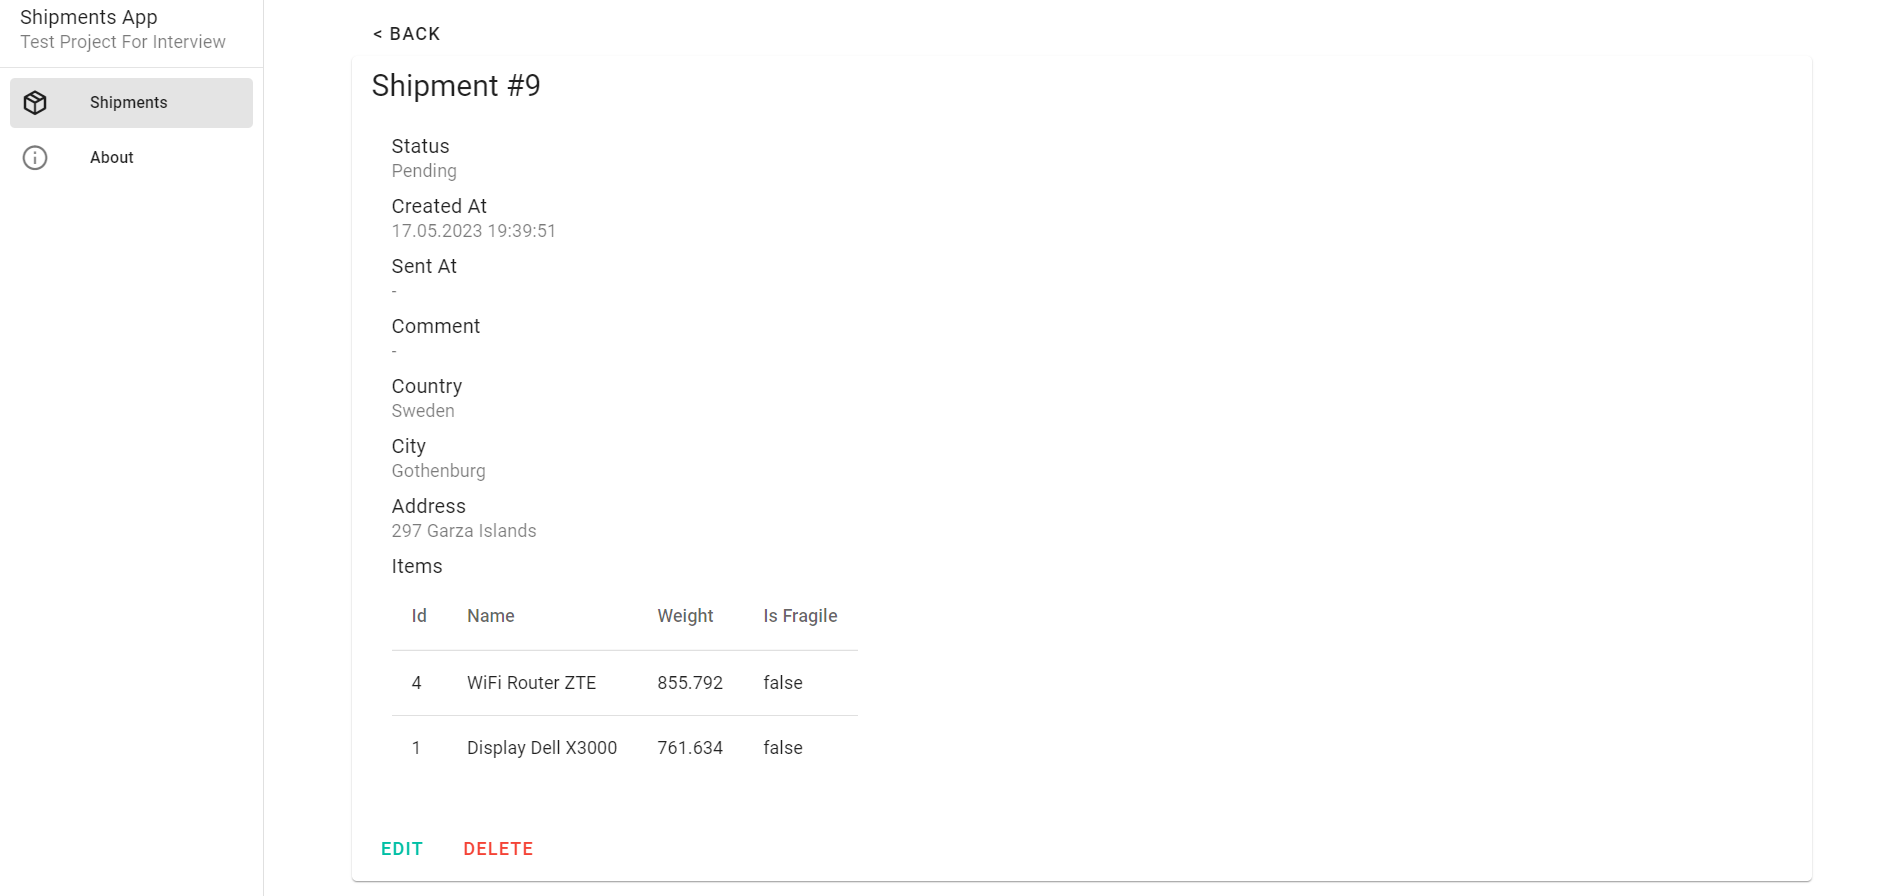 Shipments App
Test Project For Interview
Shipments
About
< BACK
Shipment #9
Status
Pending
Created At
17.05.2023 19:39:51
Sent At
-
Comment
-
Country
Sweden
City
Gothenburg
Address
297 Garza Islands
Items
Id Name Weight Is Fragile
4 WiFi Router ZTE 855.792 false
1 Display Dell X3000 761.634 false
EDIT DELETE